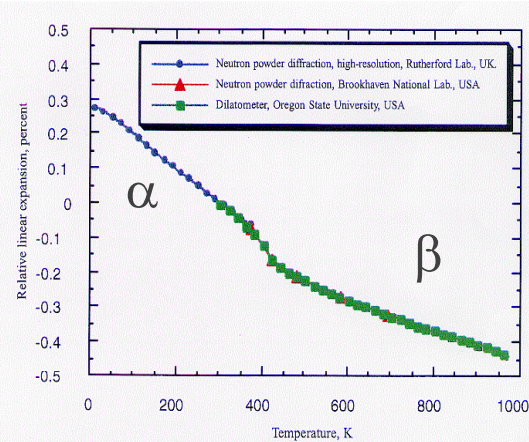 Neutron powder diffraction, high-resolution, Rutherford Lab., UK.
Neutron powder difraction, Brookhaven National Lab., USA
Dilatometer, Oregon State University, USA
Relative linear expansion, percent
0.5
0.4
0.3
0.2
0.1
0
-0.1
-0.2
-0.3
-0.4
-0.5
α
β
0 200 400 600 800 1000
Temperature, K